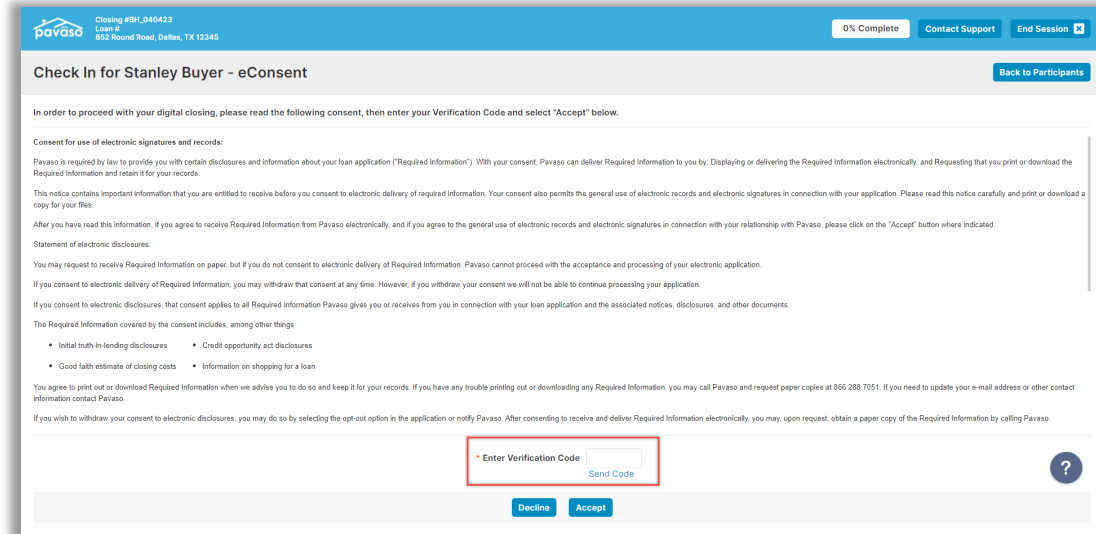 pavaso
Closing #BH_040423
Loan #
852 Round Road, Dallas, TX 12345
0% Complete
Contact Support
End Session
Check In for Stanley Buyer - eConsent
Back to Participants
In order to proceed with your digital closing, please read the following consent, then enter your Verification Code and select "Accept" below.
Consent for use of electronic signatures and records:
Pavaso is required by law to provide you with certain disclosures and information about your loan application ("Required Information"). With your consent, Pavaso can deliver Required Information to you by: Displaying or delivering the Required Information electronically, and Requesting that you print or download the
Required Information and retain it for your records.
This notice contains important information that you are entitled to receive before you consent to electronic delivery of required information. Your consent also permits the general use of electronic records and electronic signatures in connection with your application. Please read this notice carefully and print or download a
copy for your files.
After you have read this information, if you agree to receive Required Information from Pavaso electronically, and if you agree to the general use of electronic records and electronic signatures in connection with your relationship with Pavaso, please click on the "Accept" button where indicated.
Statement of electronic disclosures:
You may request to receive Required Information on paper, but if you do not consent to electronic delivery of Required Information, Pavaso cannot proceed with the acceptance and processing of your electronic application.
If you consent to electronic delivery of Required Information, you may withdraw that consent at any time. However, if you withdraw your consent we will not be able to continue processing your application.
If you consent to electronic disclosures, that consent applies to all Required Information Pavaso gives you or receives from you in connection with your loan application and the associated notices, disclosures, and other documents.
The Required Information covered by the consent includes, among other things:
• Initial truth-in-lending disclosures • Credit opportunity act disclosures
• Good faith estimate of closing costs • Information on shopping for a loan
You agree to print out or download Required Information when we advise you to do so and keep it for your records. If you have any trouble printing out or downloading any Required Information, you may call Pavaso and request paper copies at 866 288 7051. If you need to update your e-mail address or other contact
information contact Pavaso.
If you wish to withdraw your consent to electronic disclosures, you may do so by selecting the opt-out option in the application or notify Pavaso. After consenting to receive and deliver Required Information electronically, you may, upon request, obtain a paper copy of the Required Information by calling Pavaso.
* Enter Verification Code
Send Code
?
Decline
Accept